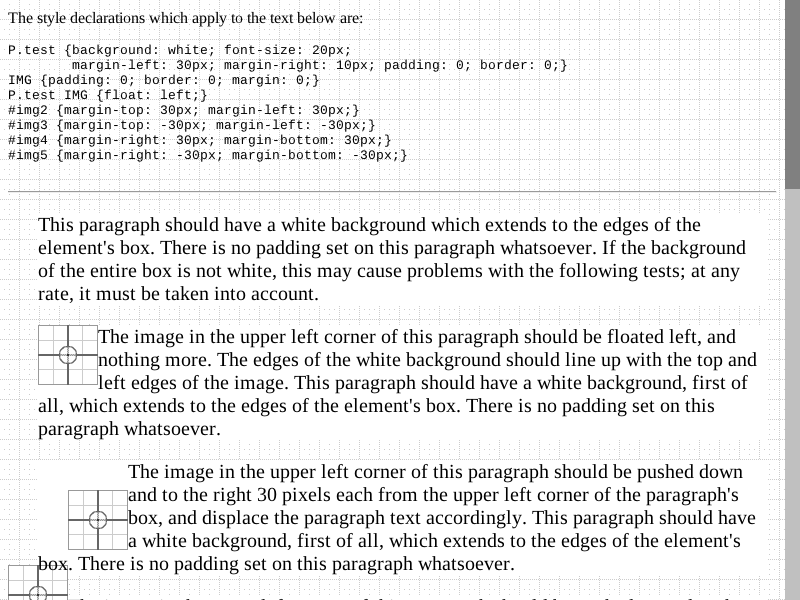 The style declarations which apply to the text below are:
P.test {background: white; font-size: 20px;
margin-left: 30px; margin-right: 10px; padding: 0; border: 0;}
IMG {padding: 0; border: 0; margin: 0;}
P.test IMG {float: left;}
#img2 {margin-top: 30px; margin-left: 30px;}
#img3 {margin-top: -30px; margin-left: -30px;}
#img4 {margin-right: 30px; margin-bottom: 30px;}
#img5 {margin-right: -30px; margin-bottom: -30px;}
This paragraph should have a white background which extends to the edges of the
element's box. There is no padding set on this paragraph whatsoever. If the background
of the entire box is not white, this may cause problems with the following tests; at any
rate, it must be taken into account.
The image in the upper left corner of this paragraph should be floated left, and
nothing more. The edges of the white background should line up with the top and
left edges of the image. This paragraph should have a white background, first of
all, which extends to the edges of the element's box. There is no padding set on this
paragraph whatsoever.
The image in the upper left corner of this paragraph should be pushed down
and to the right 30 pixels each from the upper left corner of the paragraph's
box, and displace the paragraph text accordingly. This paragraph should have
a white background, first of all, which extends to the edges of the element's
box. There is no padding set on this paragraph whatsoever.